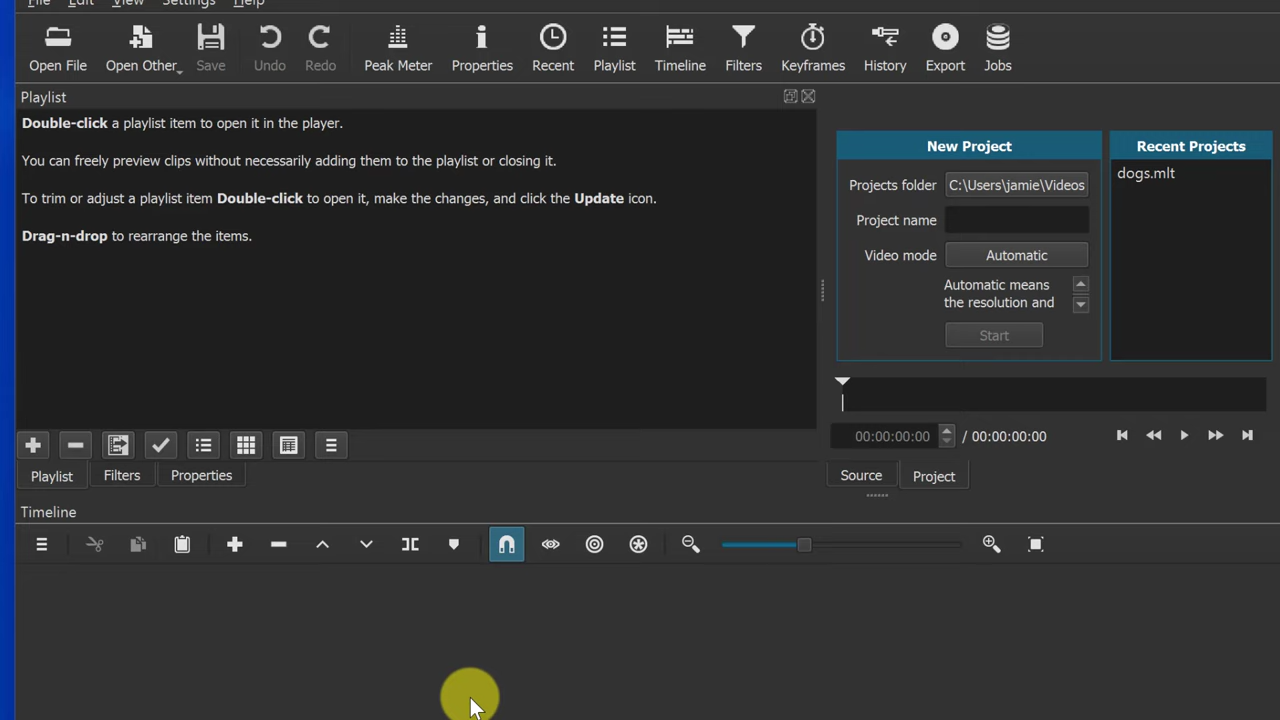 File Edit View Settings Help
Open File Open Other Save Undo Redo Peak Meter Properties Recent Playlist Timeline Filters Keyframes History Export Jobs
Playlist
Double-click a playlist item to open it in the player.
You can freely preview clips without necessarily adding them to the playlist or closing it.
To trim or adjust a playlist item Double-click to open it, make the changes, and click the Update icon.
Drag-n-drop to rearrange the items.
New Project
Projects folder C:\Users\jamie\Videos
Project name
Video mode Automatic
Automatic means
the resolution and
Start
Recent Projects
dogs.mlt
00:00:00:00 / 00:00:00:00
Playlist Filters Properties
Source Project
Timeline